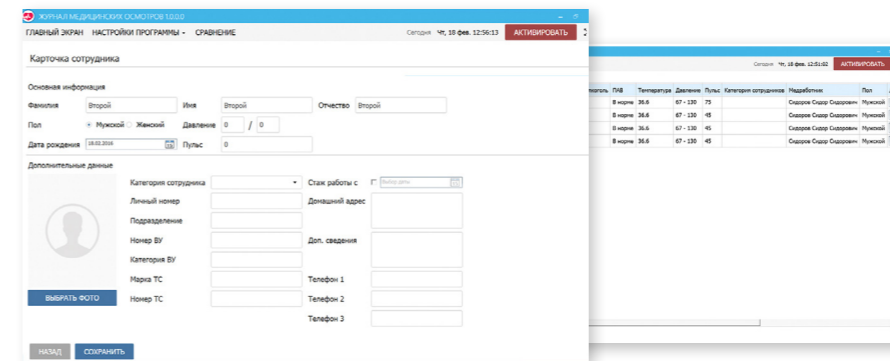 ЖУРНАЛ МЕДИЦИНСКИХ ОСМОТРОВ 1.0.0.0
ГЛАВНЫЙ ЭКРАН НАСТРОЙКИ ПРОГРАММЫ СРАВНЕНИЕ Сегодня Чт, 18 фев. 12:56:13 АКТИВИРОВАТЬ
Карточка сотрудника
Основная информация
Фамилия Второй Имя Второй Отчество Второй
Пол Мужской Женский Давление 0 / 0
Дата рождения 18.02.2016 Пульс 0
Дополнительные данные
Категория сотрудника Стаж работы с Выбор даты
Личный номер Домашний адрес
Подразделение
Номер ВУ Доп. сведения
Категория ВУ
Марка ТС Телефон 1
ВЫБРАТЬ ФОТО Номер ТС Телефон 2
Телефон 3
НАЗАД СОХРАНИТЬ
Сегодня Чт, 18 фев. 12:51:02 АКТИВИРОВАТЬ
ПАВ Температура Давление Пульс Категория сотрудников Медработник Пол
В норме 36.6 67 - 130 75 Сидоров Сидор Сидорович Мужской
В норме 36.6 67 - 130 45 Сидоров Сидор Сидорович Мужской
В норме 36.6 67 - 130 45 Сидоров Сидор Сидорович Мужской
В норме 36.6 67 - 130 45 Сидоров Сидор Сидорович Мужской